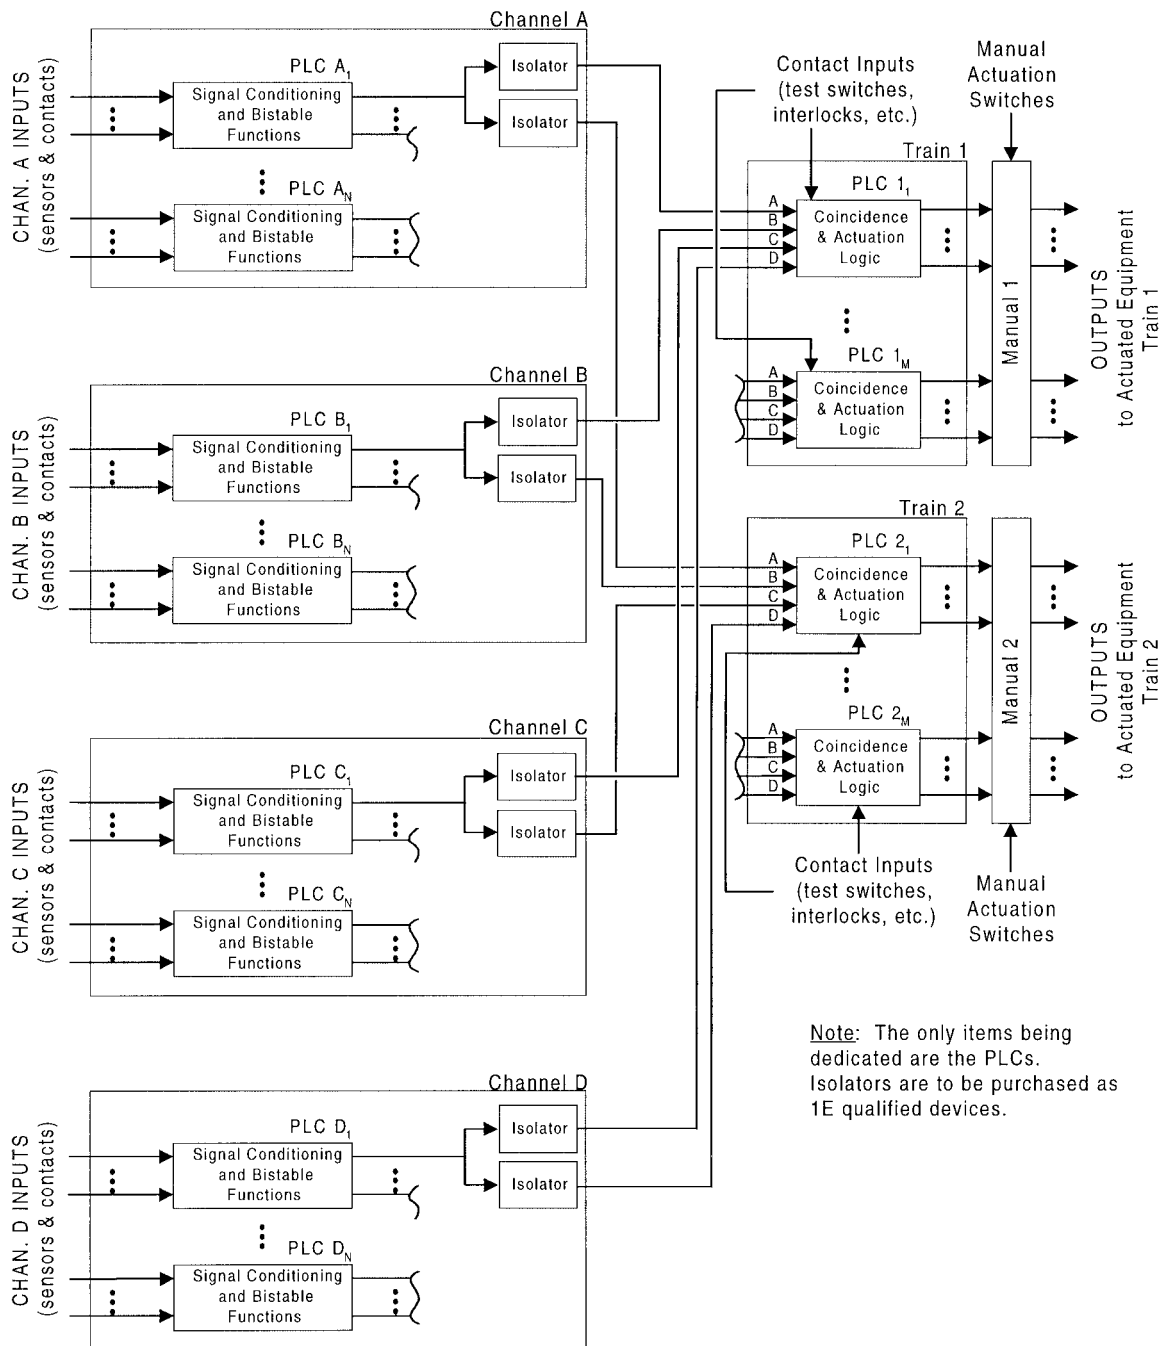 Channel A
CHAN. A INPUTS
(sensors & contacts)
PLC A1
Signal Conditioning
and Bistable
Functions
PLC AN
Signal Conditioning
and Bistable
Functions
Isolator
Isolator
Channel B
CHAN. B INPUTS
(sensors & contacts)
PLC B1
Signal Conditioning
and Bistable
Functions
PLC BN
Signal Conditioning
and Bistable
Functions
Isolator
Isolator
Channel C
CHAN. C INPUTS
(sensors & contacts)
PLC C1
Signal Conditioning
and Bistable
Functions
PLC CN
Signal Conditioning
and Bistable
Functions
Isolator
Isolator
Channel D
CHAN. D INPUTS
(sensors & contacts)
PLC D1
Signal Conditioning
and Bistable
Functions
PLC DN
Signal Conditioning
and Bistable
Functions
Isolator
Isolator
Contact Inputs
(test switches,
interlocks, etc.)
Manual
Actuation
Switches
Train 1
PLC 11
A
B
C
D
Coincidence
& Actuation
Logic
PLC 1M
A
B
C
D
Coincidence
& Actuation
Logic
Manual 1
OUTPUTS
to Actuated Equipment
Train 1
Train 2
PLC 21
A
B
C
D
Coincidence
& Actuation
Logic
PLC 2M
A
B
C
D
Coincidence
& Actuation
Logic
Manual 2
OUTPUTS
to Actuated Equipment
Train 2
Contact Inputs
(test switches,
interlocks, etc.)
Manual
Actuation
Switches
Note: The only items being
dedicated are the PLCs.
Isolators are to be purchased as
1E qualified devices.